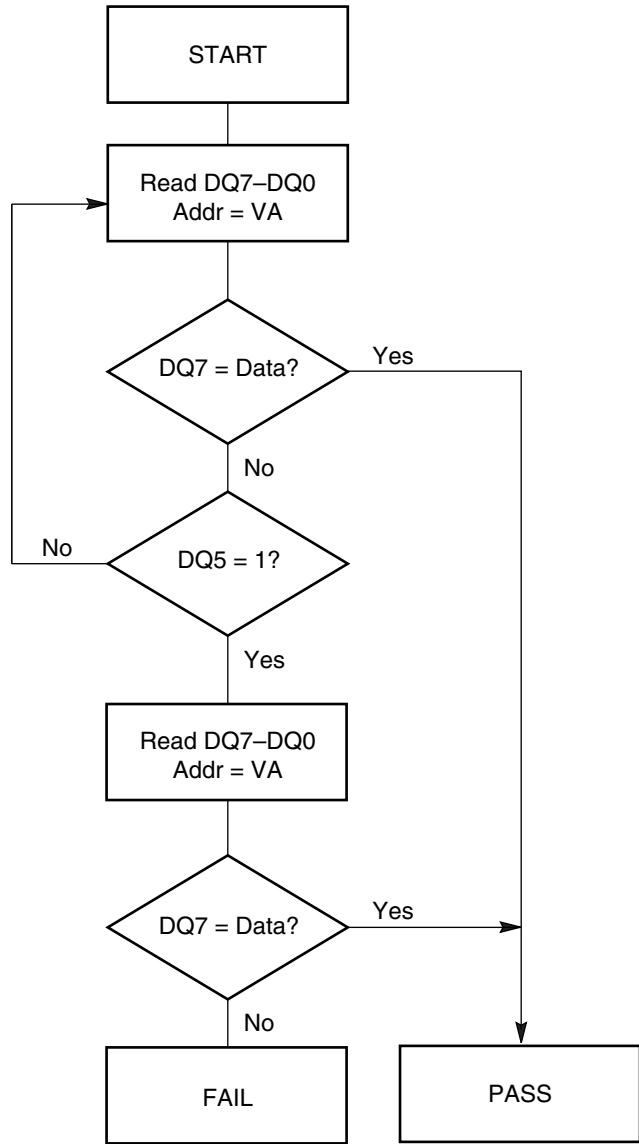 START
Read DQ7–DQ0
Addr = VA
DQ7 = Data?
Yes
No
No
DQ5 = 1?
Yes
Read DQ7–DQ0
Addr = VA
DQ7 = Data?
Yes
No
FAIL
PASS